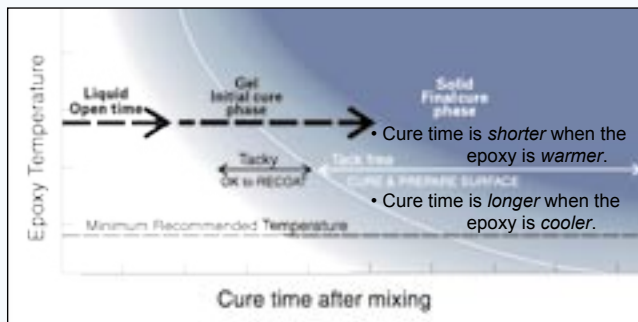 Liquid
Open time
Gel
Initial cure
phase
Solid
Final cure
phase
• Cure time is shorter when the
epoxy is warmer.
Tacky
OK to RECOAT
Tack free
CURE & PREPARE SURFACE
• Cure time is longer when the
epoxy is cooler.
Minimum Recommended Temperature
Epoxy Temperature
Cure time after mixing